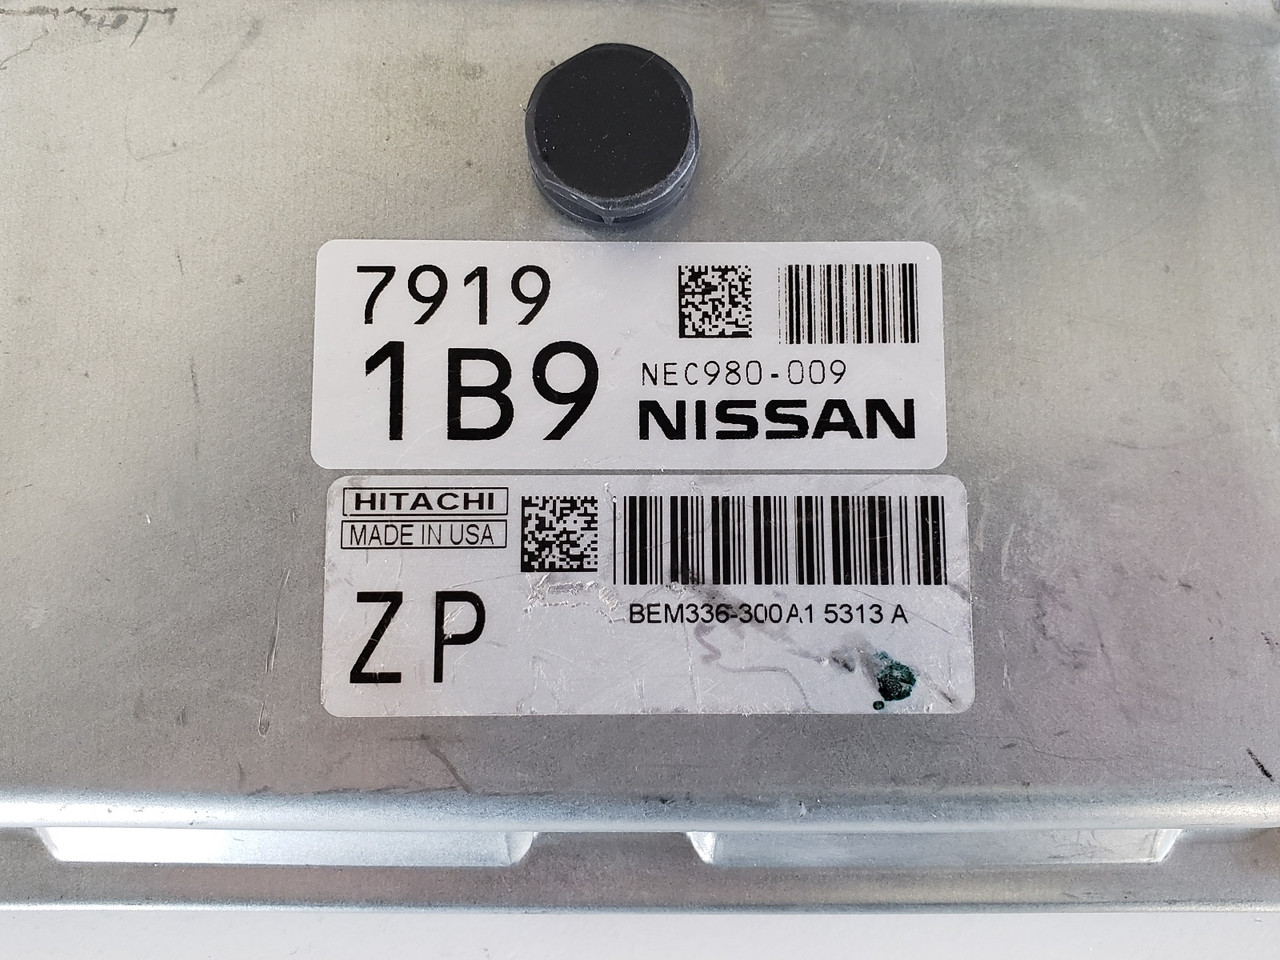 7919
1B9
NEC980-009
NISSAN
HITACHI
MADE IN USA
ZP
BEM336-300A1 5313 A